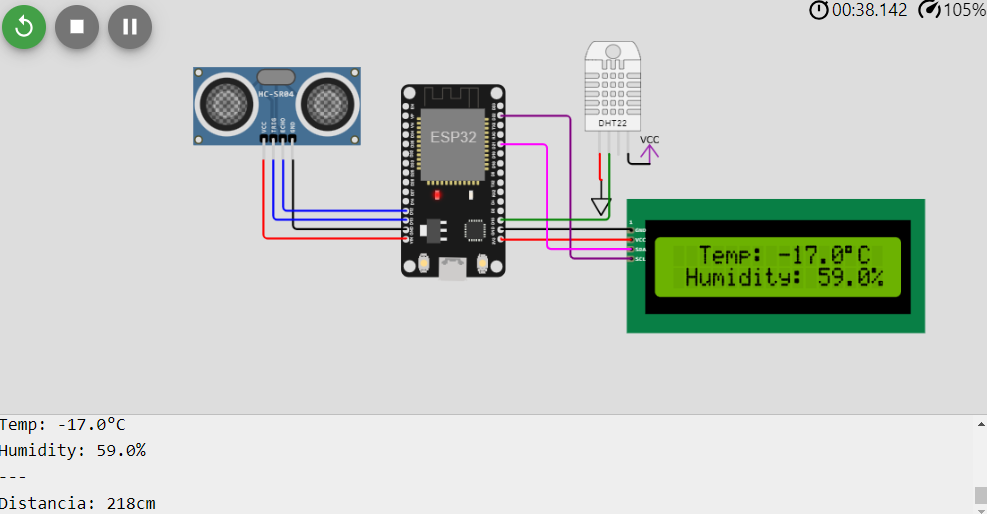 00:38.142 105%
HC-SR04
VCC TRIG ECHO GND
ESP32
DHT22
VCC
1
GND
VCC
SDA
SCL
Temp: -17.0°C
Humidity: 59.0%
Temp: -17.0°C
Humidity: 59.0%
---
Distancia: 218cm